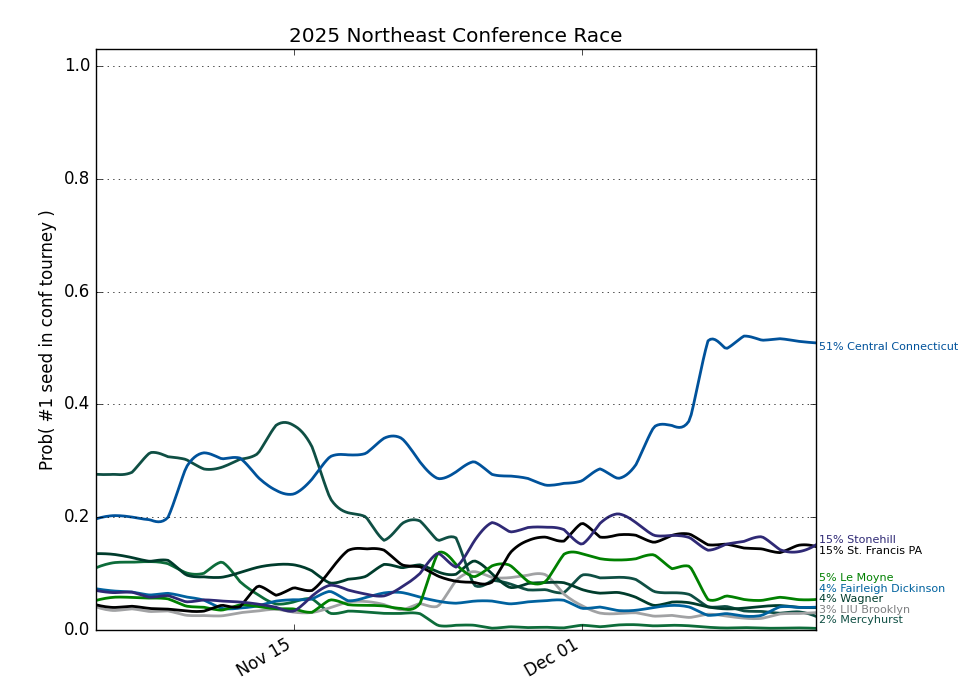 2025 Northeast Conference Race
Prob( #1 seed in conf tourney )
1.0
0.8
0.6
0.4
0.2
0.0
Nov 15
Dec 01
51% Central Connecticut
15% Stonehill
15% St. Francis PA
5% Le Moyne
4% Fairleigh Dickinson
4% Wagner
3% LIU Brooklyn
2% Mercyhurst